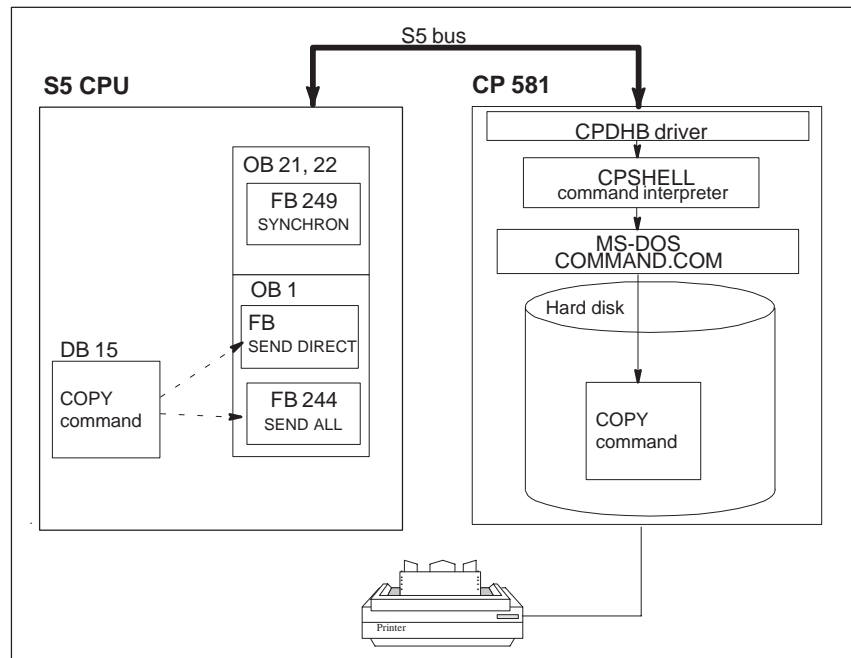 S5 bus
S5 CPU
CP 581
OB 21, 22
FB 249
SYNCHRON
OB 1
FB
SEND DIRECT
FB 244
SEND ALL
DB 15
COPY
command
CPDHB driver
CPSHELL
command interpreter
MS-DOS
COMMAND.COM
Hard disk
COPY
command
Printer